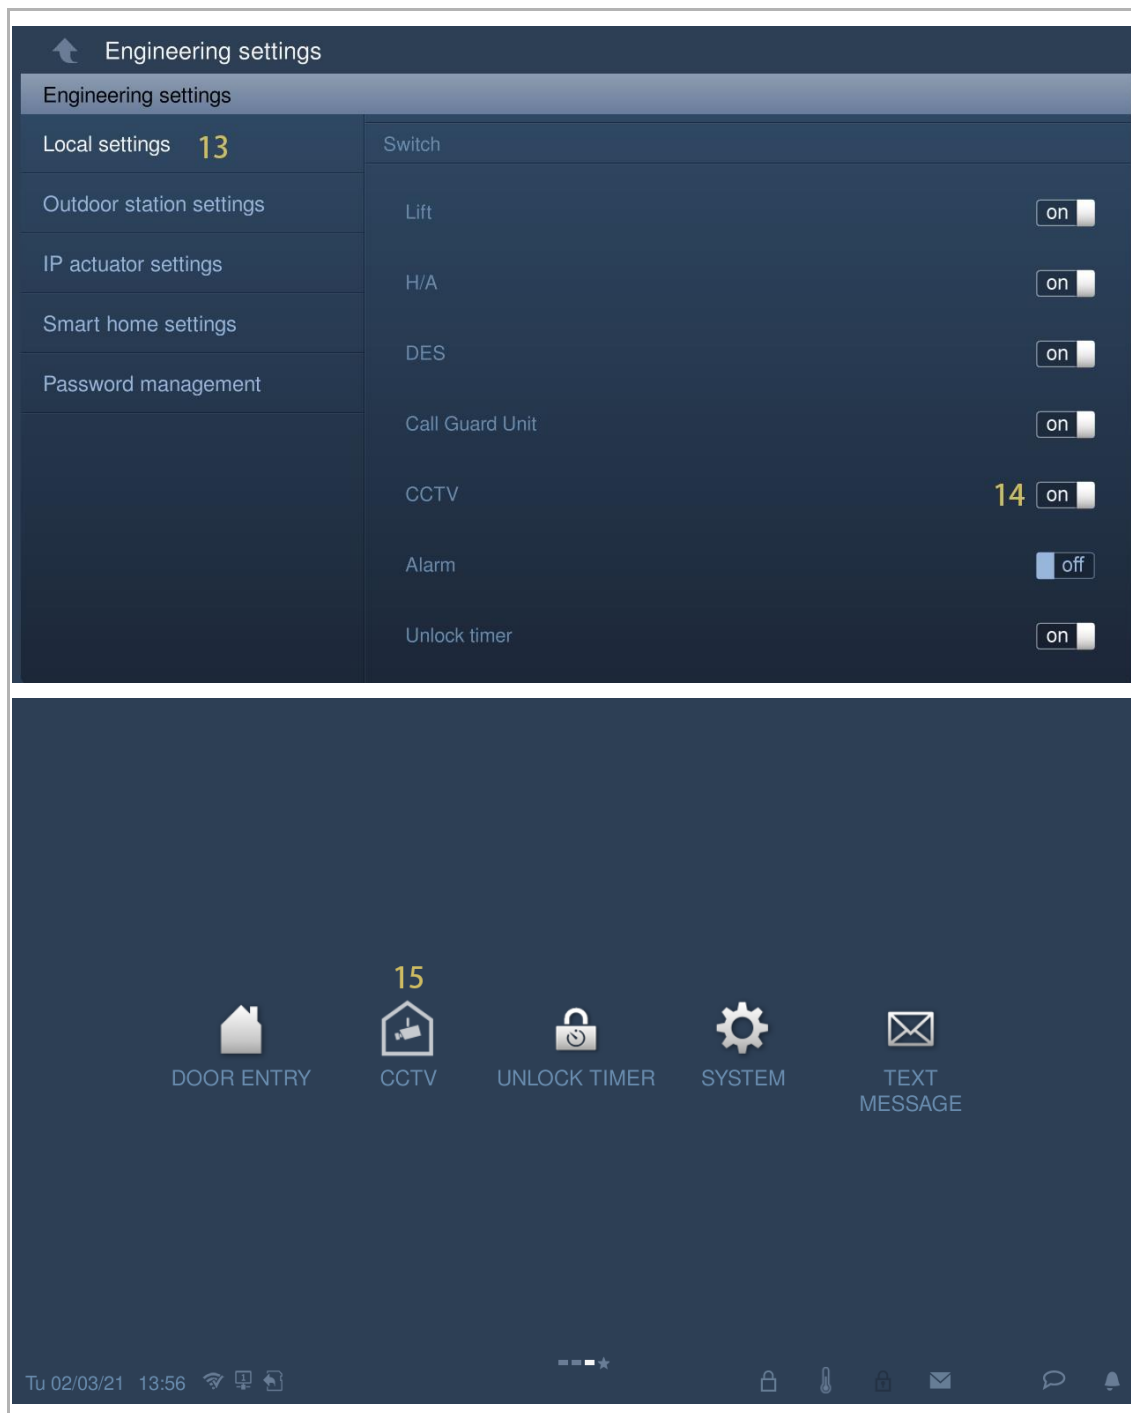 Engineering settings
Engineering settings
Local settings 13
Outdoor station settings
IP actuator settings
Smart home settings
Password management
Switch
Lift on
H/A on
DES on
Call Guard Unit on
CCTV 14 on
Alarm off
Unlock timer on
15
DOOR ENTRY CCTV UNLOCK TIMER SYSTEM TEXT
MESSAGE
Tu 02/03/21 13:56 1